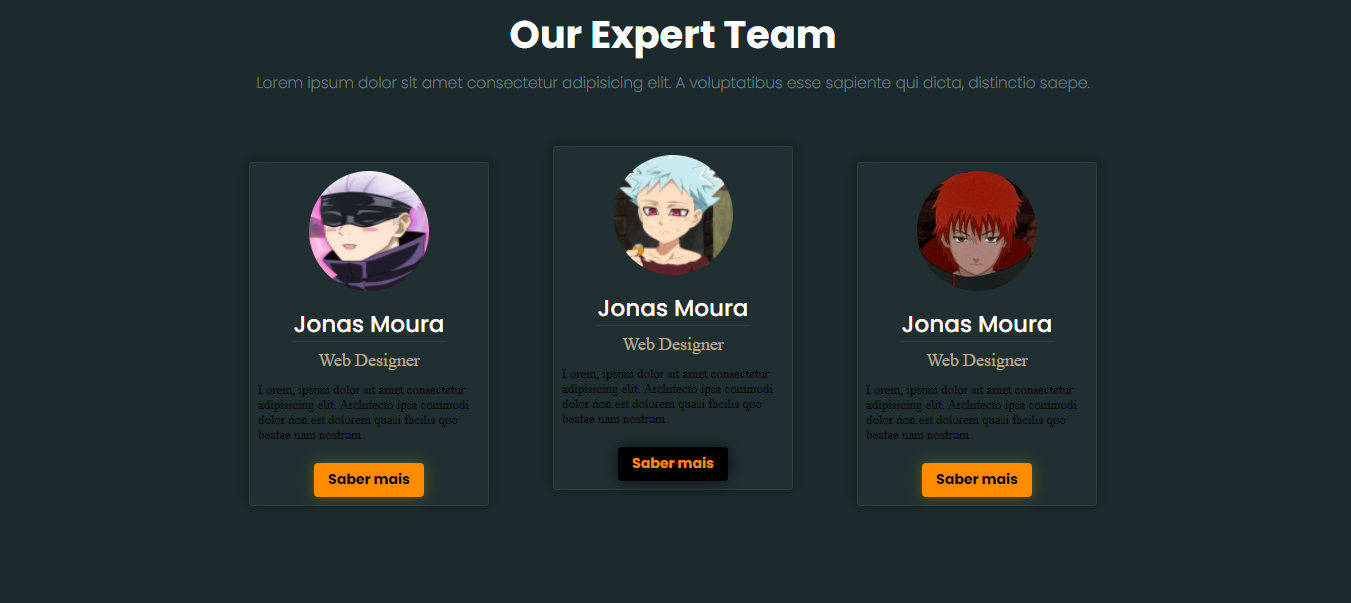 Our Expert Team
Lorem ipsum dolor sit amet consectetur adipisicing elit. A voluptatibus esse sapiente qui dicta, distinctio saepe.
Jonas Moura
Web Designer
Lorem, ipsum dolor sit amet consectetur
adipisicing elit. Architecto ipsa commodi
dolor non est dolorem quasi facilis quo
beatae nam nostrum
Saber mais
Jonas Moura
Web Designer
Lorem, ipsum dolor sit amet consectetur
adipisicing elit. Architecto ipsa commodi
dolor non est dolorem quasi facilis quo
beatae nam nostrum
Saber mais
Jonas Moura
Web Designer
Lorem, ipsum dolor sit amet consectetur
adipisicing elit. Architecto ipsa commodi
dolor non est dolorem quasi facilis quo
beatae nam nostrum
Saber mais